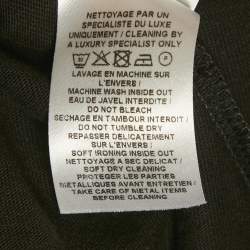 NETTOYAGE PAR UN
SPECIALISTE DU LUXE
UNIQUEMENT / CLEANING BY
A LUXURY SPECIALIST ONLY
LAVAGE EN MACHINE SUR
L'ENVERS /
MACHINE WASH INSIDE OUT
EAU DE JAVEL INTERDITE /
DO NOT BLEACH
SECHAGE EN TAMBOUR INTERDIT /
DO NOT TUMBLE DRY
REPASSER DELICATEMENT
SUR L'ENVERS /
SOFT IRONING INSIDE OUT
NETTOYAGE A SEC DELICAT /
SOFT DRY CLEANING
PROTEGER LES PARTIES
METALLIQUES AVANT ENTRETIEN /
TAKE CARE OF METAL ITEMS
BEFORE CLEANING